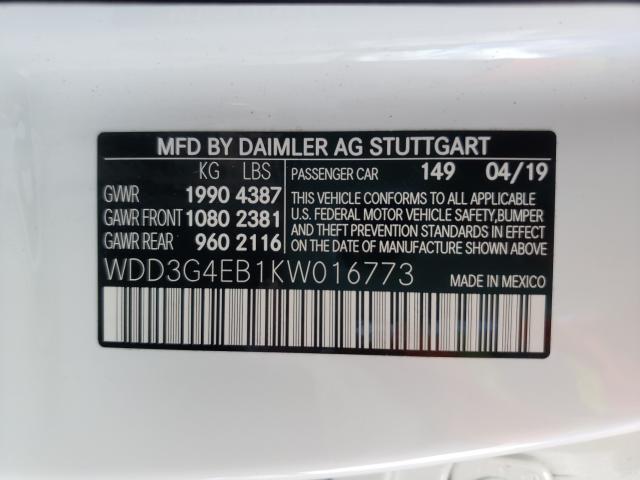 MFD BY DAIMLER AG STUTTGART
KG LBS
GVWR 1990 4387
GAWR FRONT 1080 2381
GAWR REAR 960 2116
PASSENGER CAR 149 04/19
THIS VEHICLE CONFORMS TO ALL APPLICABLE
U.S. FEDERAL MOTOR VEHICLE SAFETY,BUMPER
AND THEFT PREVENTION STANDARDS IN EFFECT
ON THE DATE OF MANUFACTURE SHOWN ABOVE.
WDD3G4EB1KW016773
MADE IN MEXICO